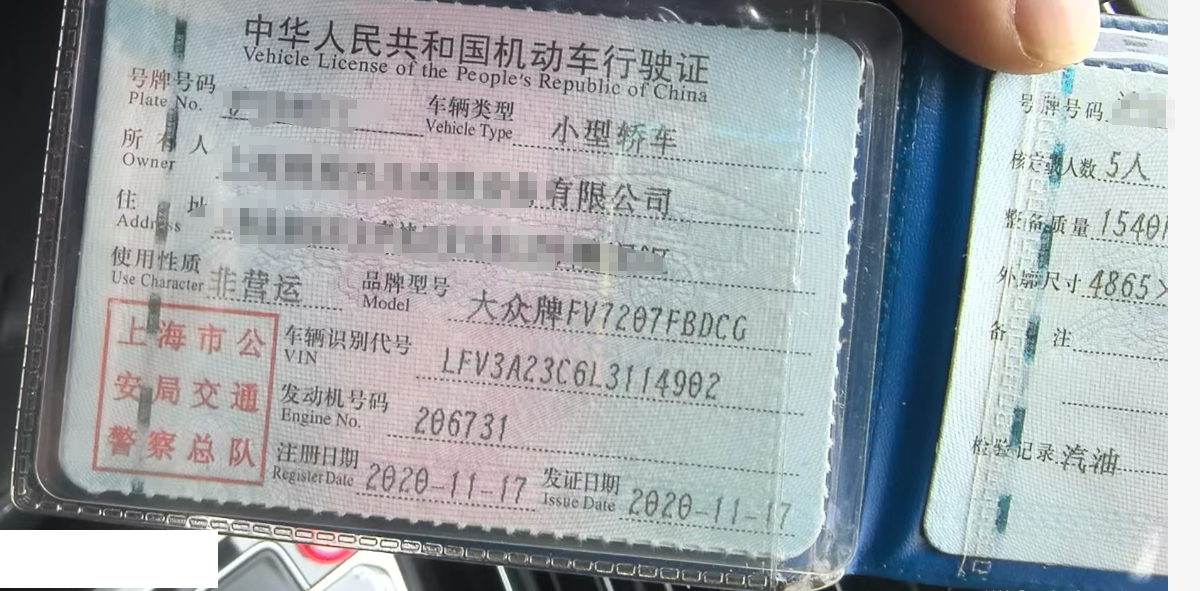 中华人民共和国机动车行驶证
Vehicle License of the People's Republic of China
号牌号码
Plate No.
车辆类型 小型轿车
Vehicle Type
所有人 有限公司
Owner
住址
Address
使用性质 非营运
Use Character
品牌型号 大众牌FV7207FBDCG
Model
车辆识别代号 LFV3A23C6L3114902
VIN
发动机号码 206731
Engine No.
注册日期 2020-11-17
Register Date
发证日期 2020-11-17
Issue Date
上海市公
安局交通
警察总队
号牌号码
核定载人数 5人
整备质量 1540
外廓尺寸 4865×
备注
检验记录 汽油